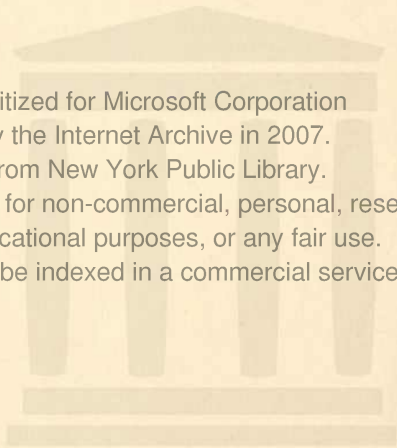 itized for Microsoft Corporation
y the Internet Archive in 2007.
rom New York Public Library.
for non-commercial, personal, rese
cational purposes, or any fair use.
be indexed in a commercial service